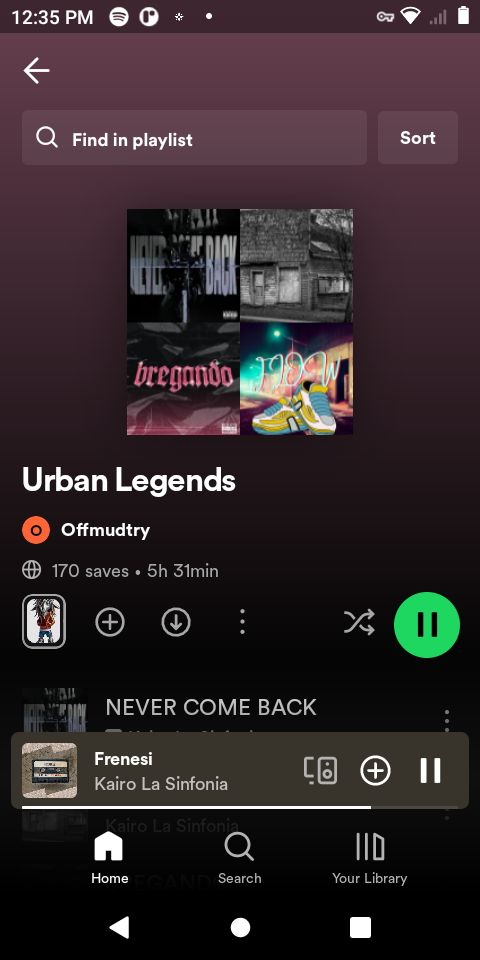 12:35 PM
Find in playlist
Sort
NEVER COME BACK
bregando
FLOW
Urban Legends
O Offmudtry
170 saves • 5h 31min
NEVER COME BACK
Frenesi
Kairo La Sinfonia
Kairo La Sinfonia
Home
Search
Your Library